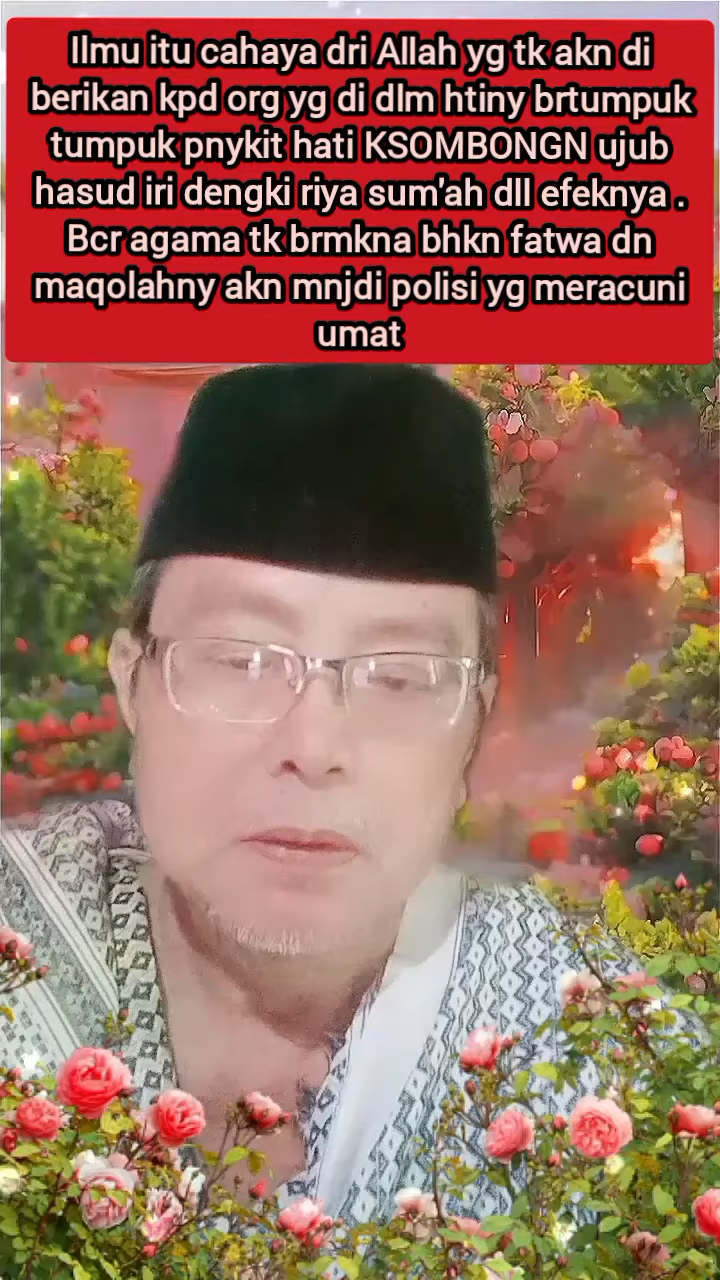 Ilmu itu cahaya dri Allah yg tk akn di
berikan kpd org yg di dlm htiny brtumpuk
tumpuk pnykit hati KSOMBONGN ujub
hasud iri dengki riya sum'ah dll efeknya .
Bcr agama tk brmkna bhkn fatwa dn
maqolahny akn mnjdi polisi yg meracuni
umat